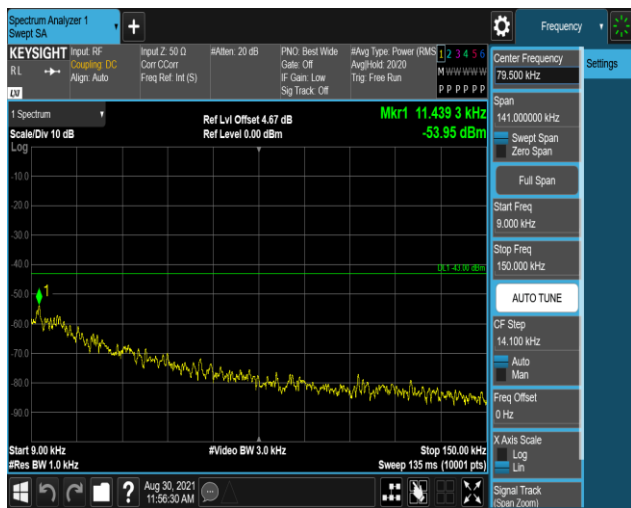 Spectrum Analyzer 1
Swept SA
+
Frequency
KEYSIGHT
RL
LXI
Input: RF
Coupling: DC
Align: Auto
Input Z: 50 Ω
Corr CCorr
Freq Ref: Int (S)
#Atten: 20 dB
PNO: Best Wide
Gate: Off
IF Gain: Low
Sig Track: Off
#Avg Type: Power (RMS
Avg|Hold: 20/20
Trig: Free Run
1 2 3 4 5 6
M W W W W W
P P P P P P
1 Spectrum
Scale/Div 10 dB
Log
Ref Lvl Offset 4.67 dB
Ref Level 0.00 dBm
Mkr1 11.439 3 kHz
-53.95 dBm
-10.0
-20.0
-30.0
-40.0
-50.0
-60.0
-70.0
-80.0
-90.0
DL1 -43.00 dBm
1
Start 9.00 kHz
#Res BW 1.0 kHz
#Video BW 3.0 kHz
Stop 150.00 kHz
Sweep 135 ms (10001 pts)
?
Aug 30, 2021
11:56:30 AM
Center Frequency
79.500 kHz
Span
141.000000 kHz
Swept Span
Zero Span
Full Span
Start Freq
9.000 kHz
Stop Freq
150.000 kHz
AUTO TUNE
CF Step
14.100 kHz
Auto
Man
Freq Offset
0 Hz
X Axis Scale
Log
Lin
Signal Track
(Span Zoom)
Settings